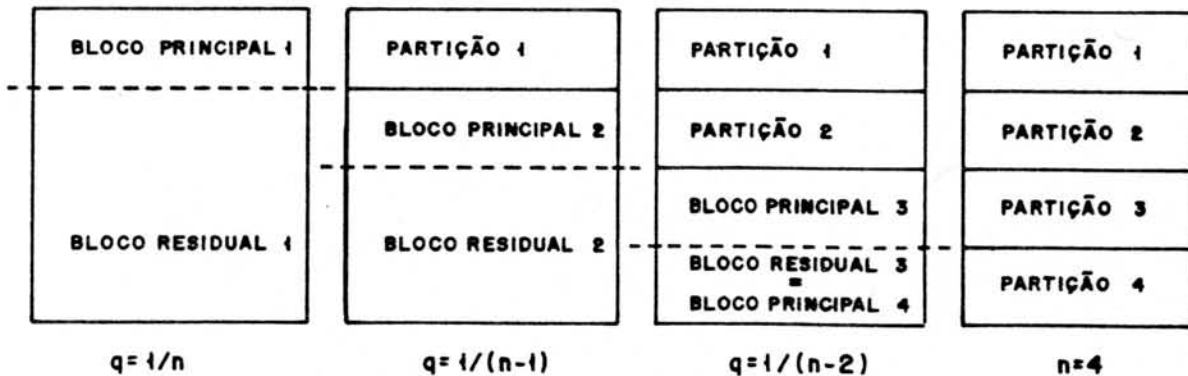 BLOCO PRINCIPAL 1
BLOCO RESIDUAL 1
q=1/n
PARTIÇÃO 1
BLOCO PRINCIPAL 2
BLOCO RESIDUAL 2
q=1/(n-1)
PARTIÇÃO 1
PARTIÇÃO 2
BLOCO PRINCIPAL 3
BLOCO RESIDUAL 3
=
BLOCO PRINCIPAL 4
q=1/(n-2)
PARTIÇÃO 1
PARTIÇÃO 2
PARTIÇÃO 3
PARTIÇÃO 4
n=4